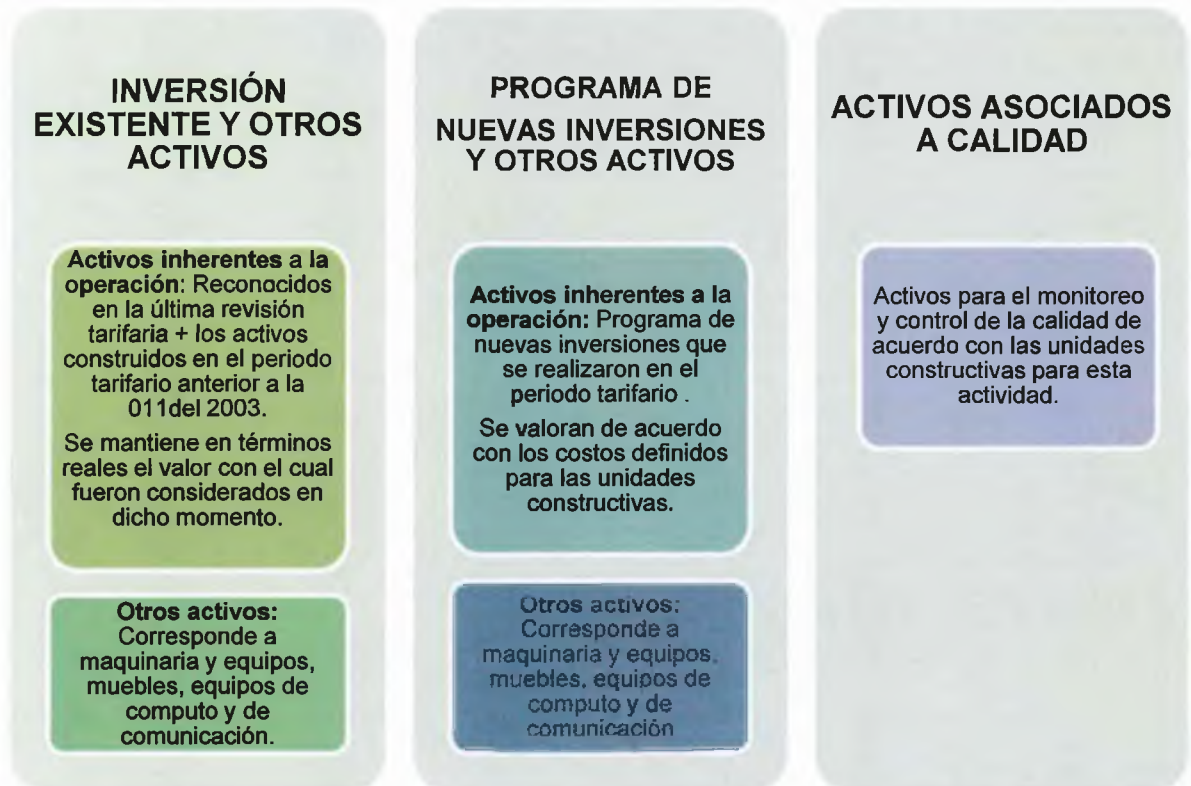 INVERSIÓN
EXISTENTE Y OTROS
ACTIVOS
Activos inherentes a la
operación: Reconocidos
en la última revisión
tarifaria + los activos
construidos en el periodo
tarifario anterior a la
011del 2003.
Se mantiene en términos
reales el valor con el cual
fueron considerados en
dicho momento.
Otros activos:
Corresponde a
maquinaria y equipos,
muebles, equipos de
computo y de
comunicación.
PROGRAMA DE
NUEVAS INVERSIONES
Y OTROS ACTIVOS
Activos inherentes a la
operación: Programa de
nuevas inversiones que
se realizaron en el
periodo tarifario .
Se valoran de acuerdo
con los costos definidos
para las unidades
constructivas.
Otros activos:
Corresponde a
maquinaria y equipos,
muebles, equipos de
computo y de
comunicación
ACTIVOS ASOCIADOS
A CALIDAD
Activos para el monitoreo
y control de la calidad de
acuerdo con las unidades
constructivas para esta
actividad.